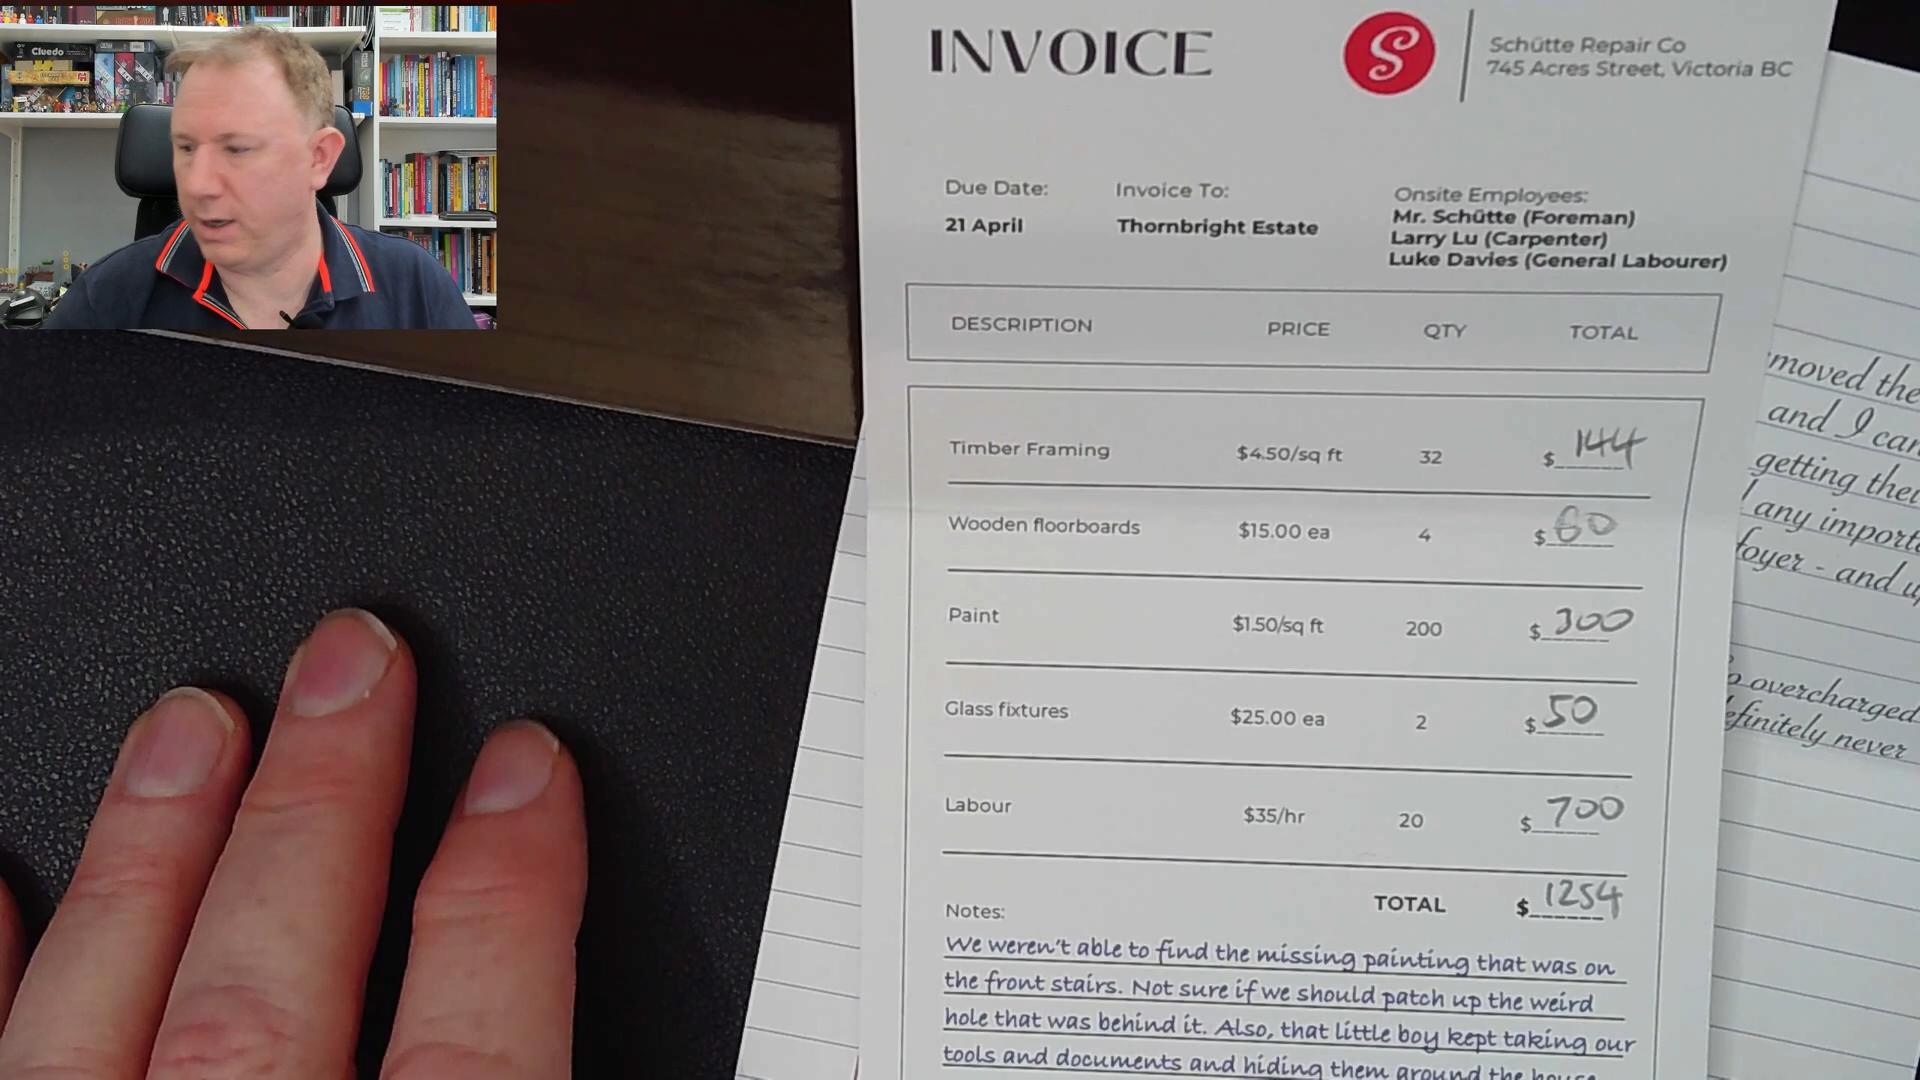 Cluedo
INVOICE
S
Schütte Repair Co
745 Acres Street, Victoria BC
Due Date:
21 April
Invoice To:
Thornbright Estate
Onsite Employees:
Mr. Schütte (Foreman)
Larry Lu (Carpenter)
Luke Davies (General Labourer)
DESCRIPTION PRICE QTY TOTAL
Timber Framing $4.50/sq ft 32 $ 144
Wooden floorboards $15.00 ea 4 $ 60
Paint $1.50/sq ft 200 $ 300
Glass fixtures $25.00 ea 2 $ 50
Labour $35/hr 20 $ 700
TOTAL $ 1254
Notes:
We weren't able to find the missing painting that was on
the front stairs. Not sure if we should patch up the weird
hole that was behind it. Also, that little boy kept taking our
tools and documents and hiding them around the house
moved the
and I can
getting
any
foyer - and
overcharged
definitely never